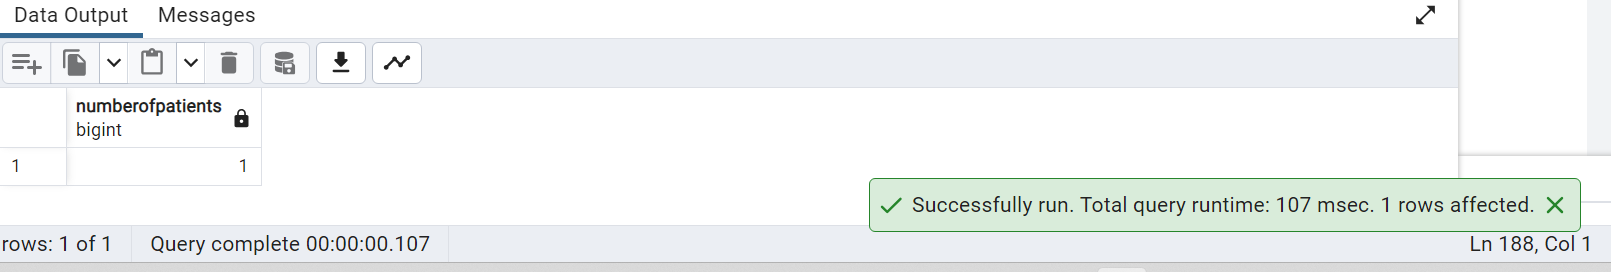 Data Output Messages
numberofpatients
bigint
1 1
Successfully run. Total query runtime: 107 msec. 1 rows affected.
rows: 1 of 1 Query complete 00:00:00.107 Ln 188, Col 1